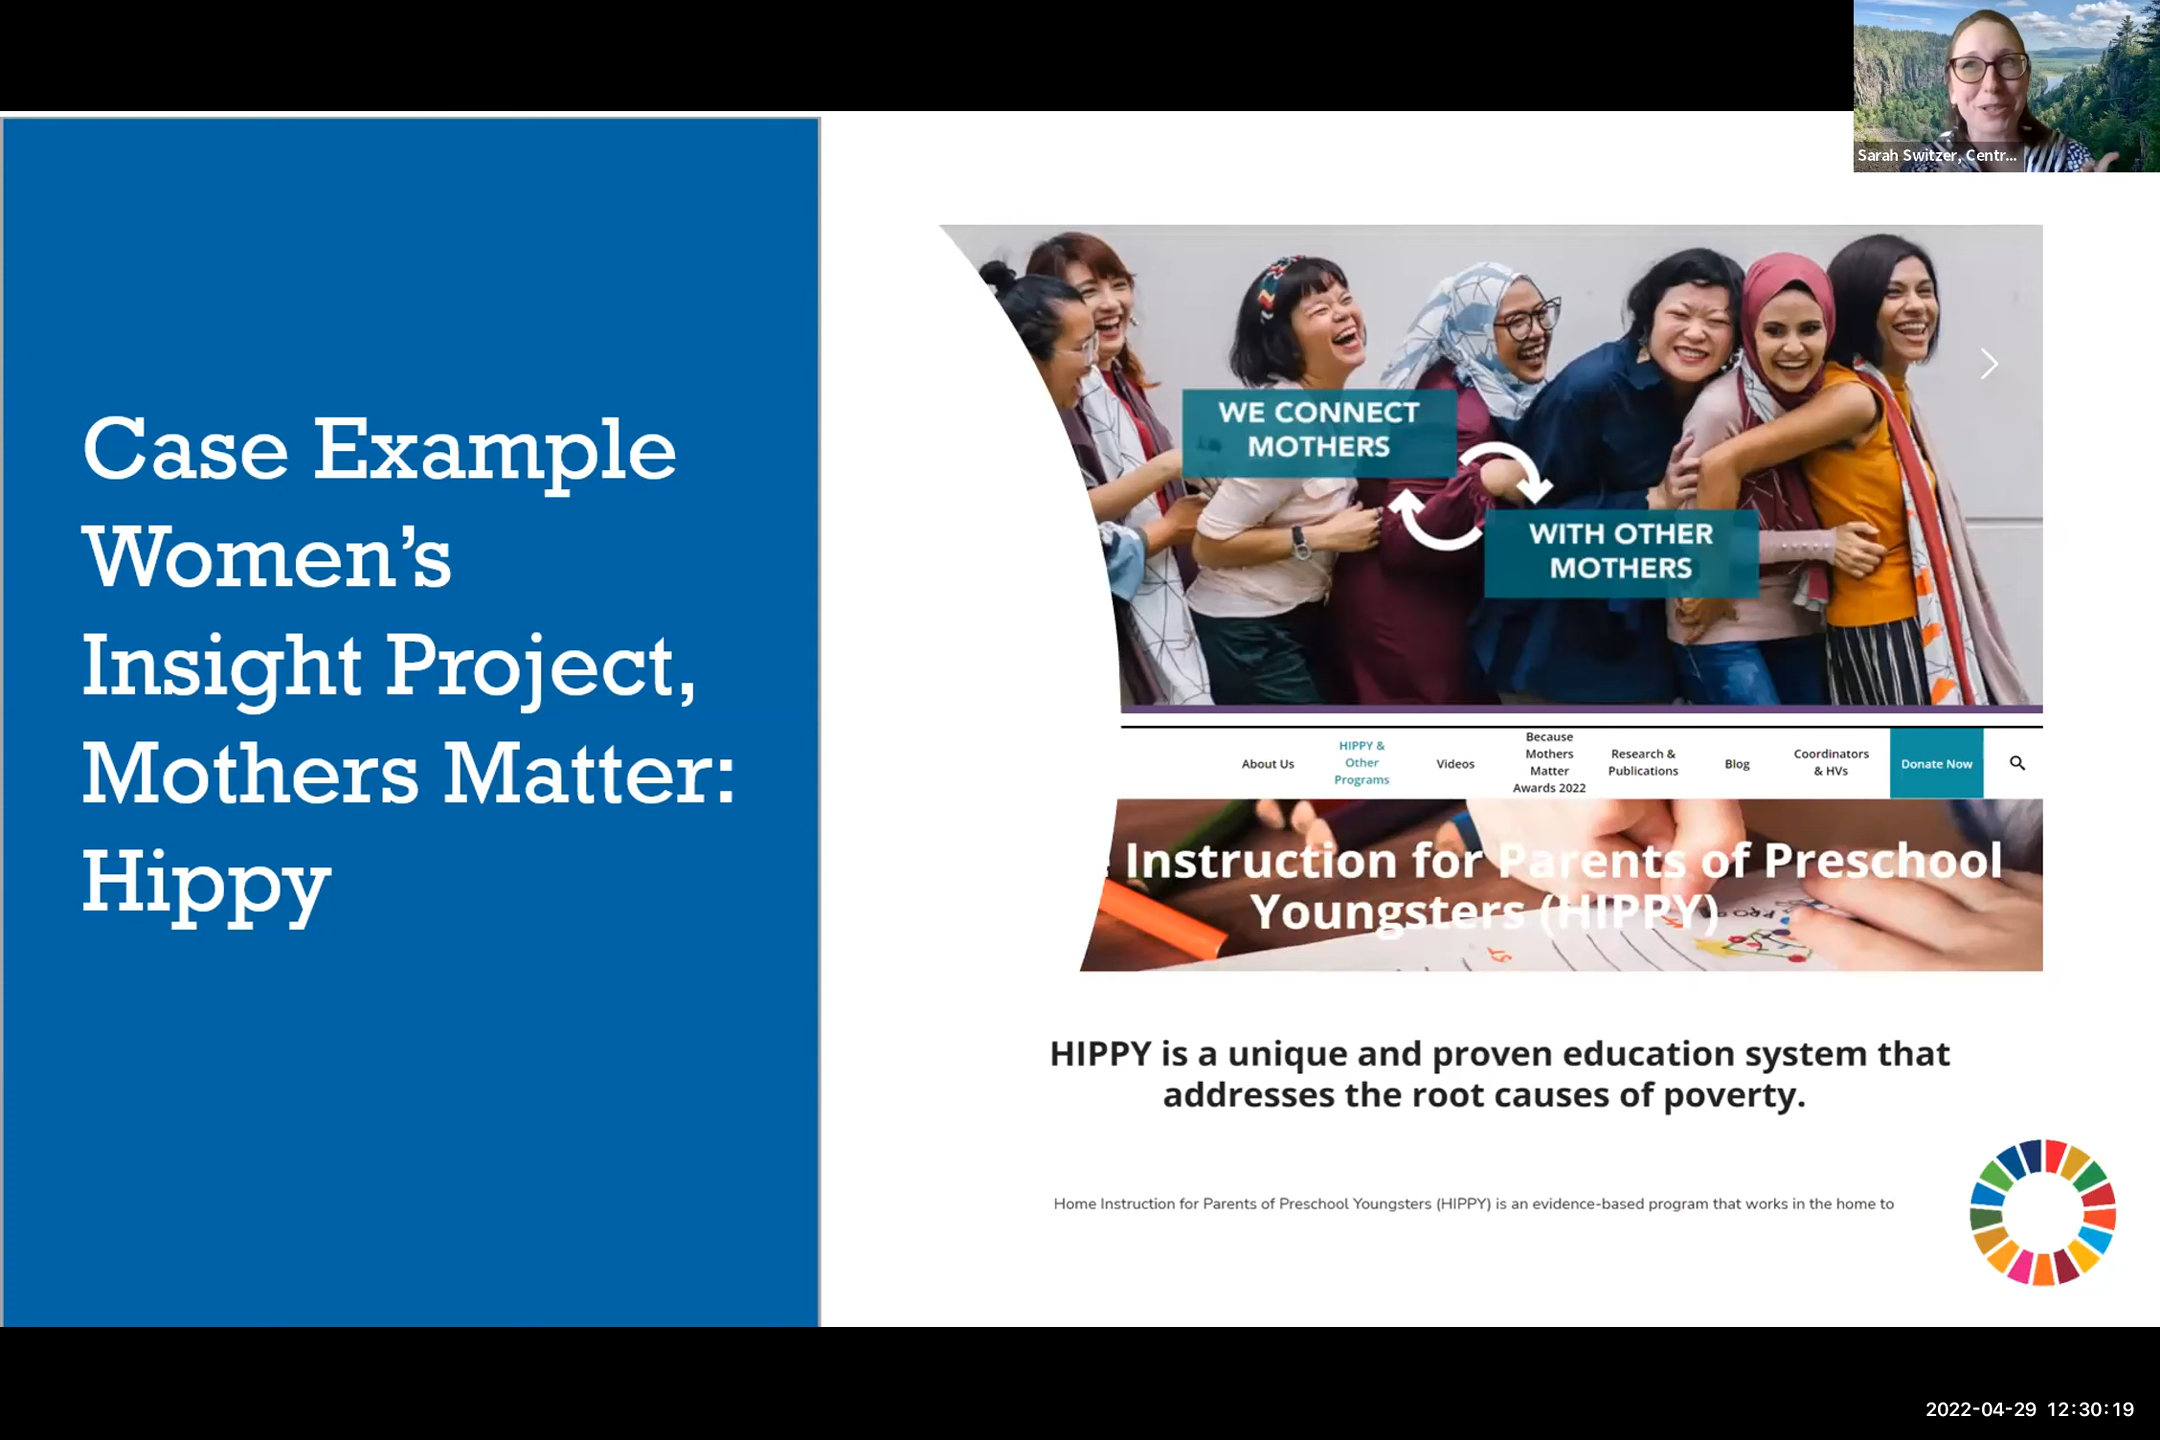 Sarah Switzer, Centr...
Case Example
Women's
Insight Project,
Mothers Matter:
Hippy
WE CONNECT
MOTHERS
WITH OTHER
MOTHERS
About Us
HIPPY &
Other
Programs
Videos
Because
Mothers
Matter
Awards 2022
Research &
Publications
Blog
Coordinators
& HVs
Donate Now
Instruction for Parents of Preschool
Youngsters (HIPPY)
HIPPY is a unique and proven education system that
addresses the root causes of poverty.
Home Instruction for Parents of Preschool Youngsters (HIPPY) is an evidence-based program that works in the home to
2022-04-29 12:30:19